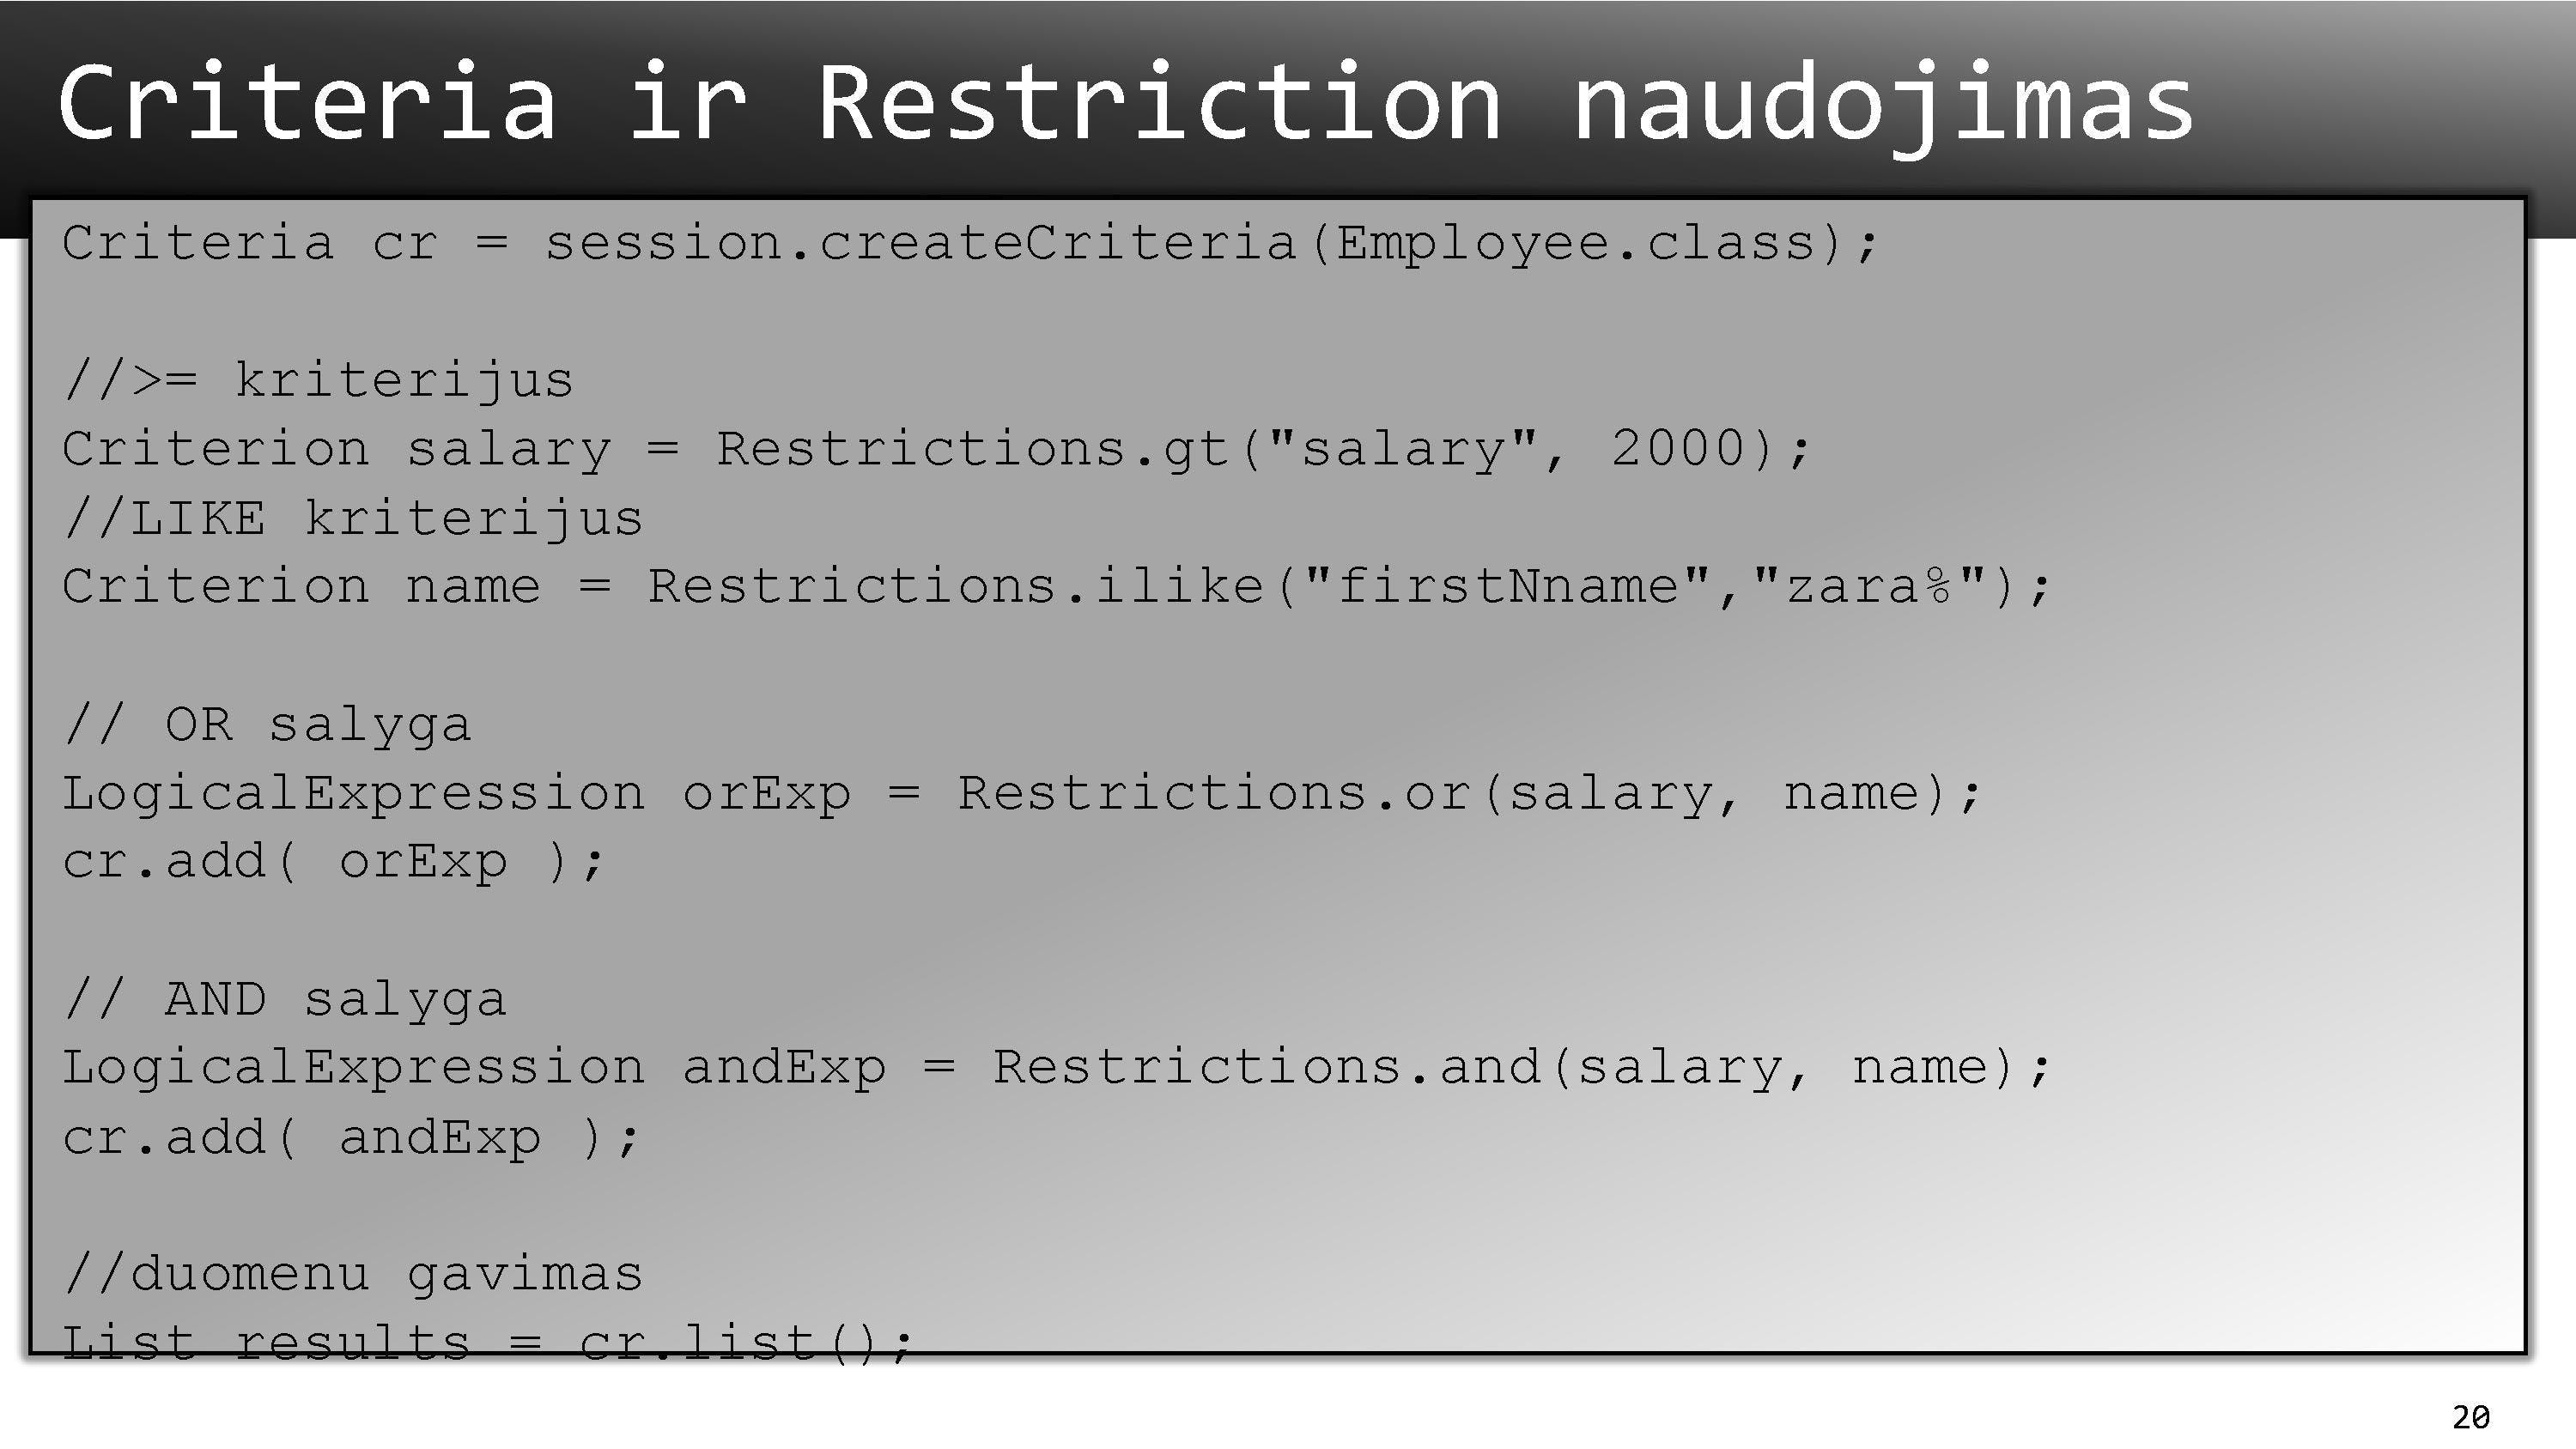 Criteria ir Restriction naudojimas
Criteria cr = session.createCriteria(Employee.class);
//>= kriterijus
Criterion salary = Restrictions.gt("salary", 2000);
//LIKE kriterijus
Criterion name = Restrictions.ilike("firstNname","zara%");
// OR salyga
LogicalExpression orExp = Restrictions.or(salary, name);
cr.add( orExp );
// AND salyga
LogicalExpression andExp = Restrictions.and(salary, name);
cr.add( andExp );
//duomenu gavimas
List results = cr.list();
20